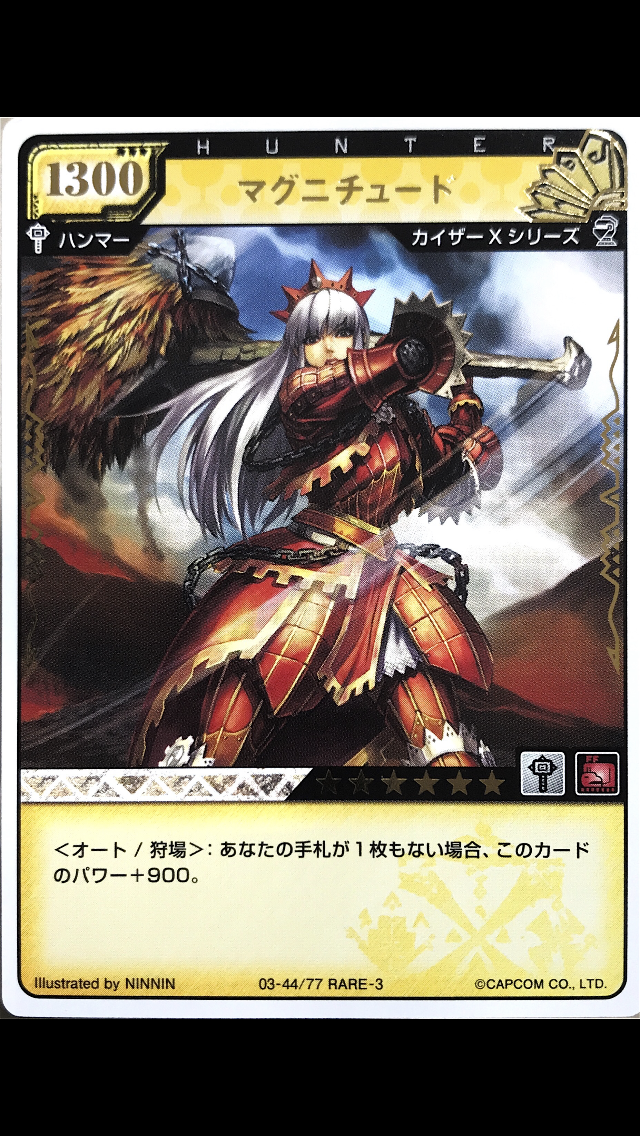 HUNTER
1300
マグニチュード
ハンマー
カイザーXシリーズ
FF
＜オート / 狩場＞：あなたの手札が１枚もない場合、このカード
のパワー＋900。
Illustrated by NINNIN
03-44/77 RARE-3
©CAPCOM CO., LTD.